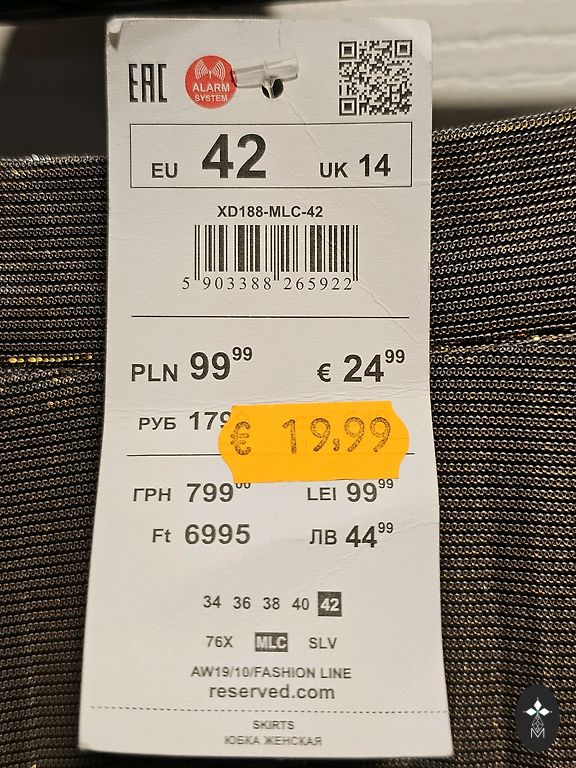 EAC
ALARM
SYSTEM
EU 42 UK 14
XD188-MLC-42
5 903388 265922
PLN 99⁹⁹ € 24⁹⁹
РУБ 179
€ 19,99
ГРН 799⁰⁰ LEI 99⁹⁹
Ft 6995 ЛВ 44⁹⁹
34 36 38 40 42
76X MLC SLV
AW19/10/FASHION LINE
reserved.com
SKIRTS
ЮБКА ЖЕНСКАЯ
M